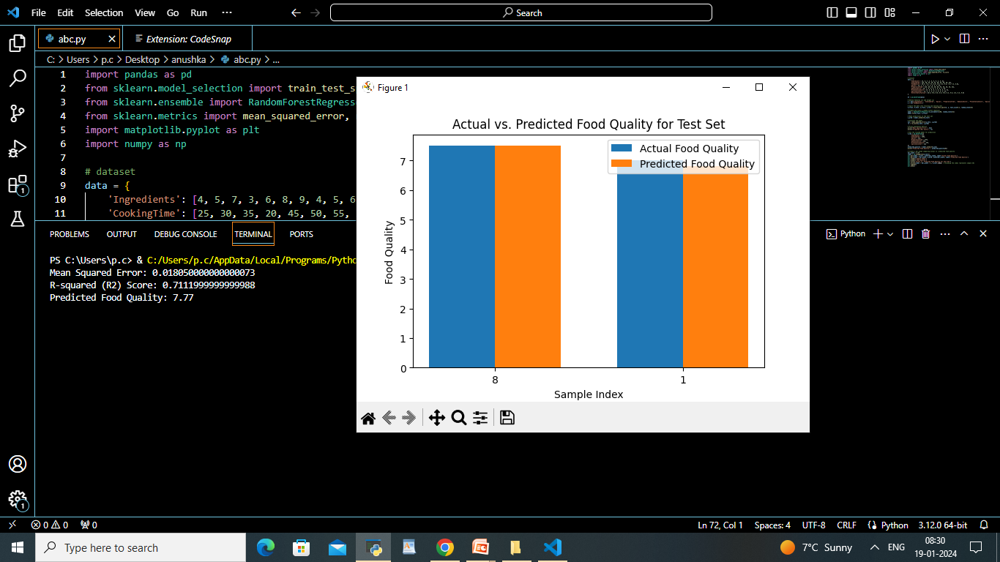 File Edit Selection View Go Run ··· Search
abc.py Extension: CodeSnap
C: > Users > p.c > Desktop > anushka > abc.py > ...
1 import pandas as pd
2 from sklearn.model_selection import train_test_s
3 from sklearn.ensemble import RandomForestRegress
4 from sklearn.metrics import mean_squared_error,
5 import matplotlib.pyplot as plt
6 import numpy as np
7
8 # dataset
9 data = {
10 'Ingredients': [4, 5, 7, 3, 6, 8, 9, 4, 5, 6
11 'CookingTime': [25, 30, 35, 20, 45, 50, 55,
Figure 1
Actual vs. Predicted Food Quality for Test Set
Actual Food Quality
Predicted Food Quality
7
6
5
4
3
2
1
0
Food Quality
8 1
Sample Index
PROBLEMS OUTPUT DEBUG CONSOLE TERMINAL PORTS
Python
PS C:\Users\p.c> & C:/Users/p.c/AppData/Local/Programs/Pytho
Mean Squared Error: 0.018050000000000073
R-squared (R2) Score: 0.7111999999999988
Predicted Food Quality: 7.77
1
1
0 0 0 Ln 72, Col 1 Spaces: 4 UTF-8 CRLF Python 3.12.0 64-bit
Type here to search 7°C Sunny ENG 08:30
19-01-2024